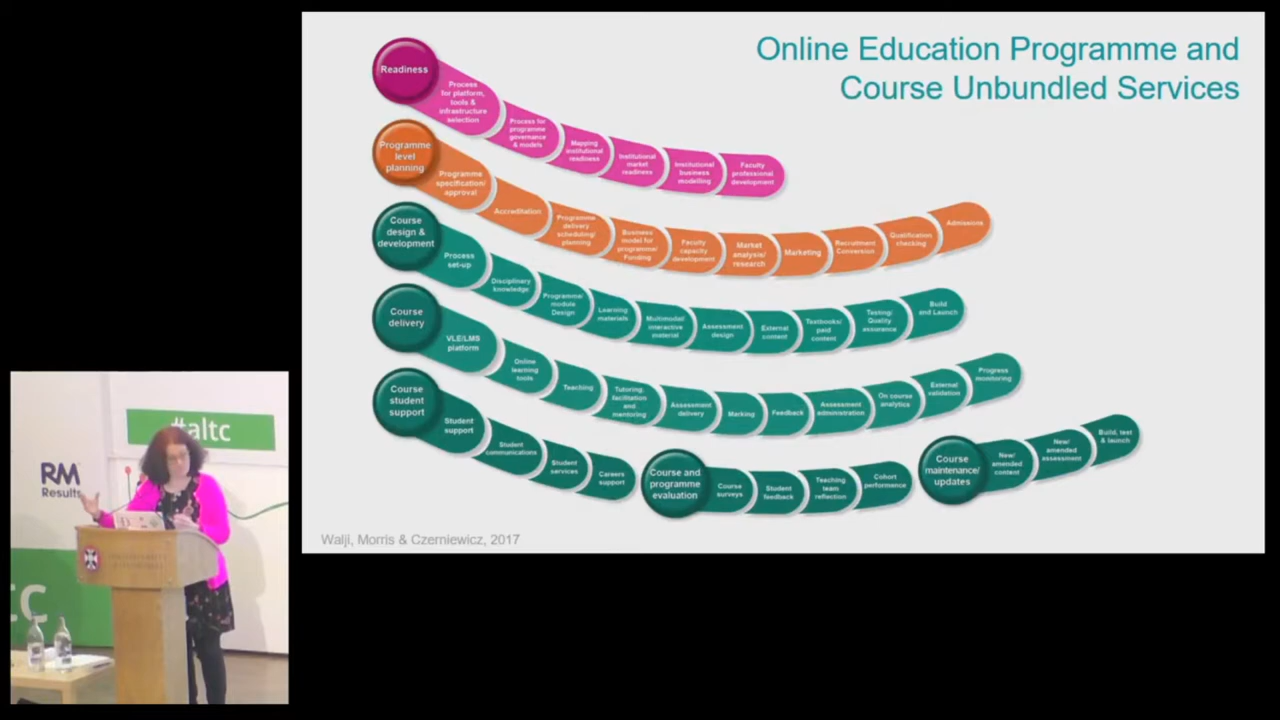 Online Education Programme and
Course Unbundled Services
Readiness
Process
for platform,
tools &
infrastructure
selection
Process for
programme
governance
& models
Mapping
institutional
readiness
Institutional
market
readiness
Institutional
business
modelling
Faculty
professional
development
Programme
level
planning
Programme
specification/
approval
Accreditation
Programme
delivery
scheduling/
planning
Business
model for
programme/
Funding
Faculty
capacity
development
Market
analysis/
research
Marketing
Recruitment
Conversion
Qualification
checking
Admissions
Course
design &
development
Process
set-up
Disciplinary
knowledge
Programme/
module
Design
Learning
materials
Multimodal/
interactive
material
Assessment
design
External
content
Textbooks/
paid
content
Testing/
Quality
assurance
Build
and Launch
Course
delivery
VLE/LMS
platform
Online
learning
tools
Teaching
Tutoring,
facilitation
and
mentoring
Assessment
delivery
Marking
Feedback
Assessment
administration
On course
analytics
External
validation
Progress
monitoring
Course
student
support
Student
support
Student
communications
Student
services
Careers
support
Course and
programme
evaluation
Course
surveys
Student
feedback
Teaching
team
reflection
Cohort
performance
Course
maintenance/
updates
New/
amended
content
New/
amended
assessment
Build, test
& launch
Walji, Morris & Czerniewicz, 2017
#altc
RM
Results